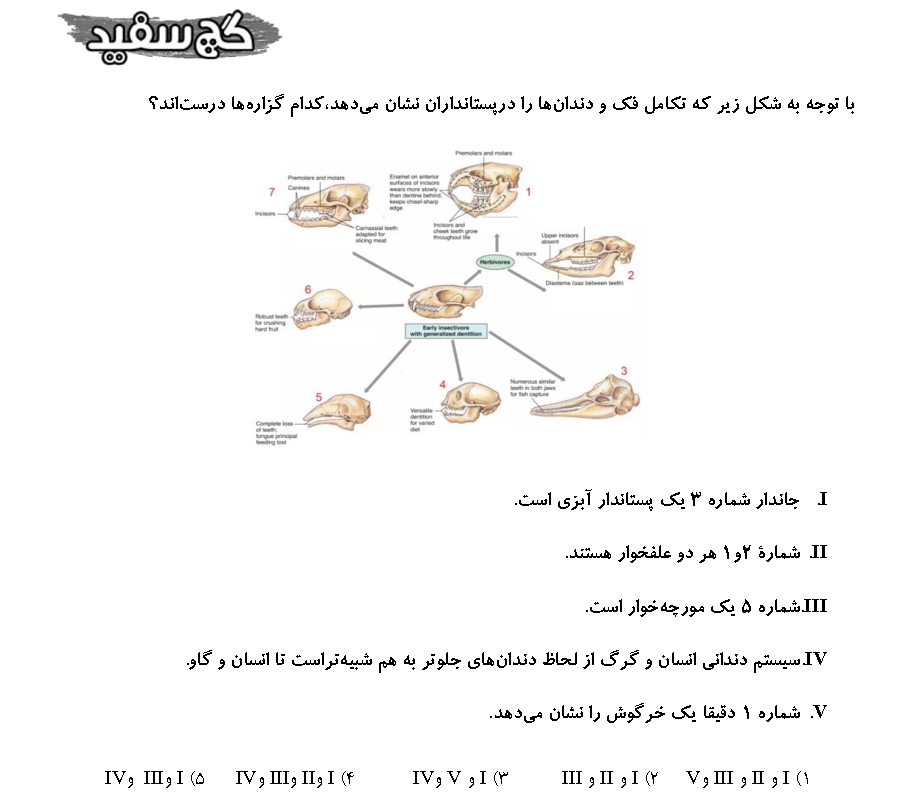 گچ سفید
با توجه به شکل زیر که تکامل فک و دندان‌ها را درپستانداران نشان می‌دهد،کدام گزاره‌ها درست‌اند؟
Premolars and molars
Enamel on anterior
surfaces of incisors
wears more slowly
than dentine behind,
keeps chisel-sharp
edge
1
Incisors and
cheek teeth grow
throughout life
7
Premolars and molars
Canines
Incisors
Carnassial teeth
adapted for
slicing meat
Upper incisors
absent
Incisors
2
Diastema (gap between teeth)
Herbivores
6
Robust teeth
for crushing
hard fruit
Early insectivore
with generalized dentition
5
Complete loss
of teeth;
tongue principal
feeding tool
4
Versatile
dentition
for varied
diet
3
Numerous similar
teeth in both jaws
for fish capture
I. جاندار شماره ۳ یک پستاندار آبزی است.
II. شمارهٔ ۲و۱ هر دو علفخوار هستند.
III.شماره ۵ یک مورچه‌خوار است.
IV.سیستم دندانی انسان و گرگ از لحاظ دندان‌های جلوتر به هم شبیه‌تراست تا انسان و گاو.
V. شماره ۱ دقیقا یک خرگوش را نشان می‌دهد.
۱) I و II و III وV ۲) I و II و III ۳) I و V وIV ۴) I وII وIII وIV ۵) I وIII وIV